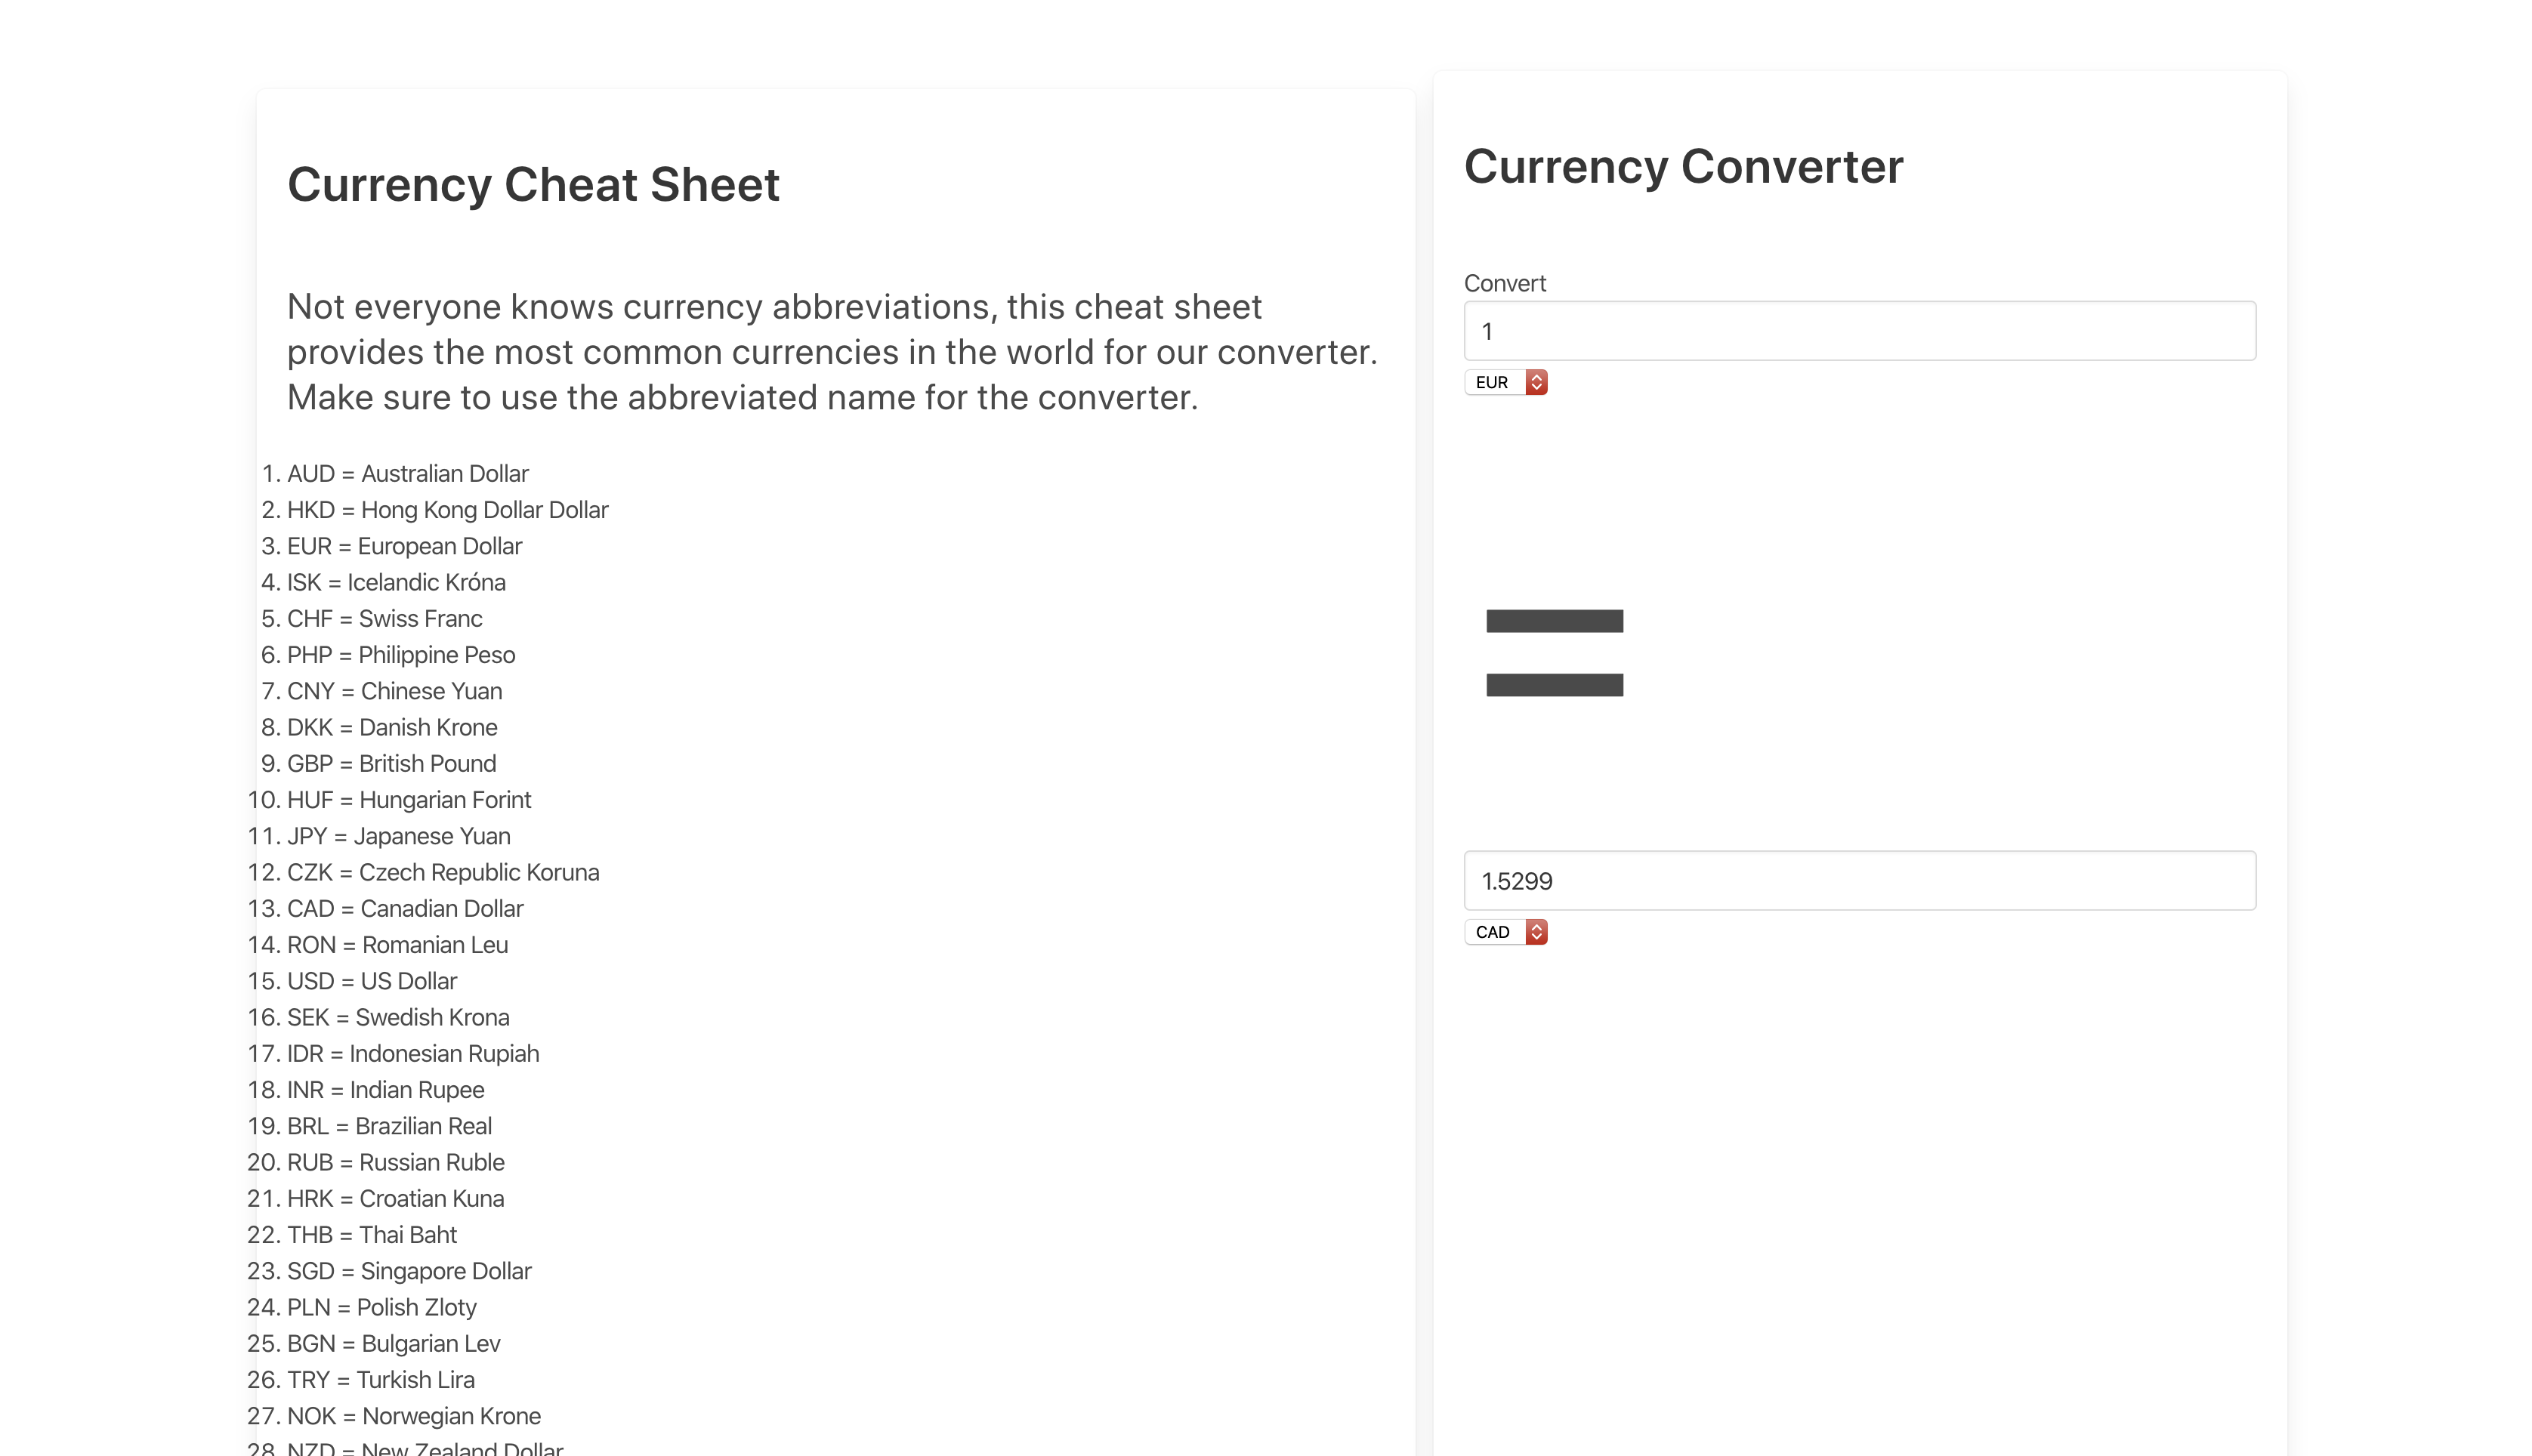 Currency Cheat Sheet
Not everyone knows currency abbreviations, this cheat sheet
provides the most common currencies in the world for our converter.
Make sure to use the abbreviated name for the converter.
1. AUD = Australian Dollar
2. HKD = Hong Kong Dollar Dollar
3. EUR = European Dollar
4. ISK = Icelandic Króna
5. CHF = Swiss Franc
6. PHP = Philippine Peso
7. CNY = Chinese Yuan
8. DKK = Danish Krone
9. GBP = British Pound
10. HUF = Hungarian Forint
11. JPY = Japanese Yuan
12. CZK = Czech Republic Koruna
13. CAD = Canadian Dollar
14. RON = Romanian Leu
15. USD = US Dollar
16. SEK = Swedish Krona
17. IDR = Indonesian Rupiah
18. INR = Indian Rupee
19. BRL = Brazilian Real
20. RUB = Russian Ruble
21. HRK = Croatian Kuna
22. THB = Thai Baht
23. SGD = Singapore Dollar
24. PLN = Polish Zloty
25. BGN = Bulgarian Lev
26. TRY = Turkish Lira
27. NOK = Norwegian Krone
28. NZD = New Zealand Dollar
Currency Converter
Convert
1
EUR
=
1.5299
CAD